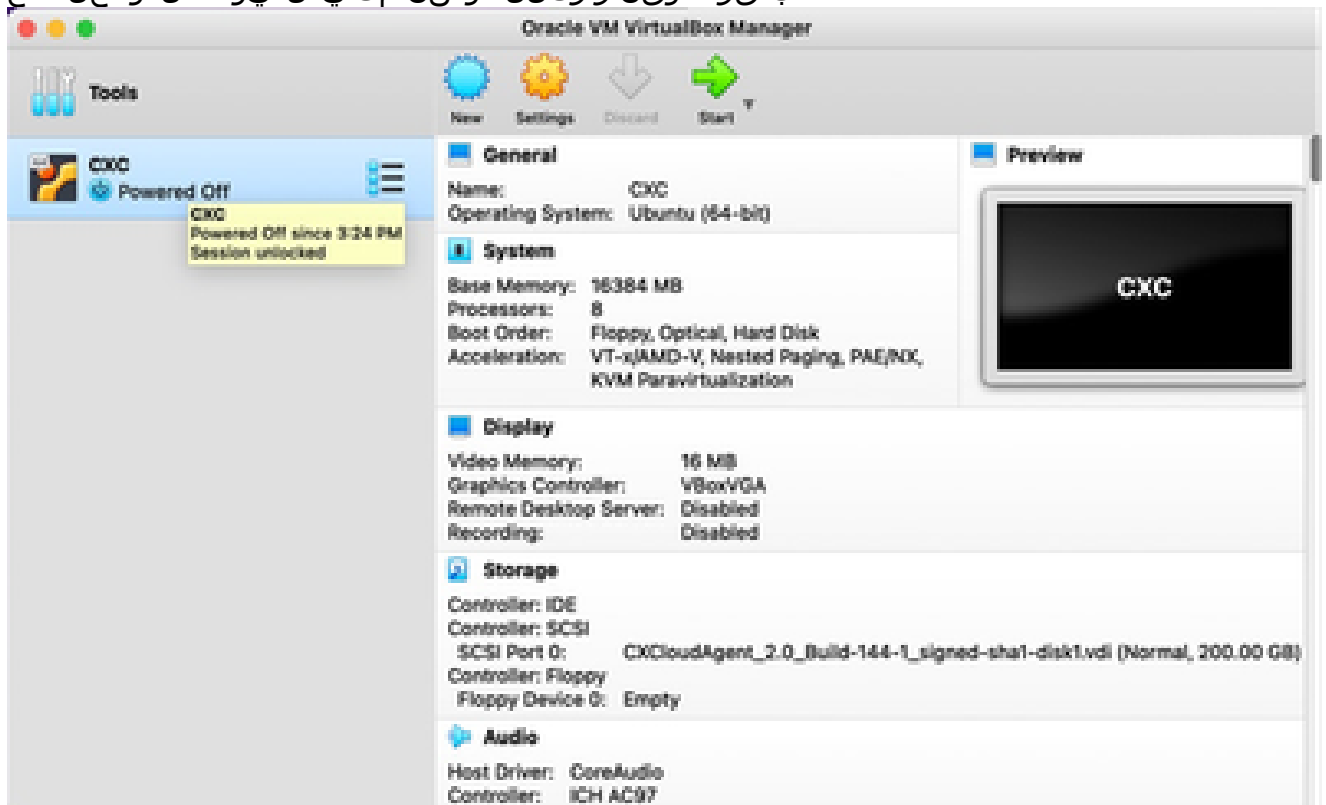 Oracle VM VirtualBox Manager
Tools
New Settings Discard Start
CXC
Powered Off
CXC
Powered Off since 3:24 PM
Session unlocked
General
Name: CXC
Operating System: Ubuntu (64-bit)
System
Base Memory: 16384 MB
Processors: 8
Boot Order: Floppy, Optical, Hard Disk
Acceleration: VT-x/AMD-V, Nested Paging, PAE/NX,
KVM Paravirtualization
Preview
CXC
Display
Video Memory: 16 MB
Graphics Controller: VBoxVGA
Remote Desktop Server: Disabled
Recording: Disabled
Storage
Controller: IDE
Controller: SCSI
SCSI Port 0: CXCloudAgent_2.0_Build-144-1_signed-sha1-disk1.vdi (Normal, 200.00 GB)
Controller: Floppy
Floppy Device 0: Empty
Audio
Host Driver: CoreAudio
Controller: ICH AC97